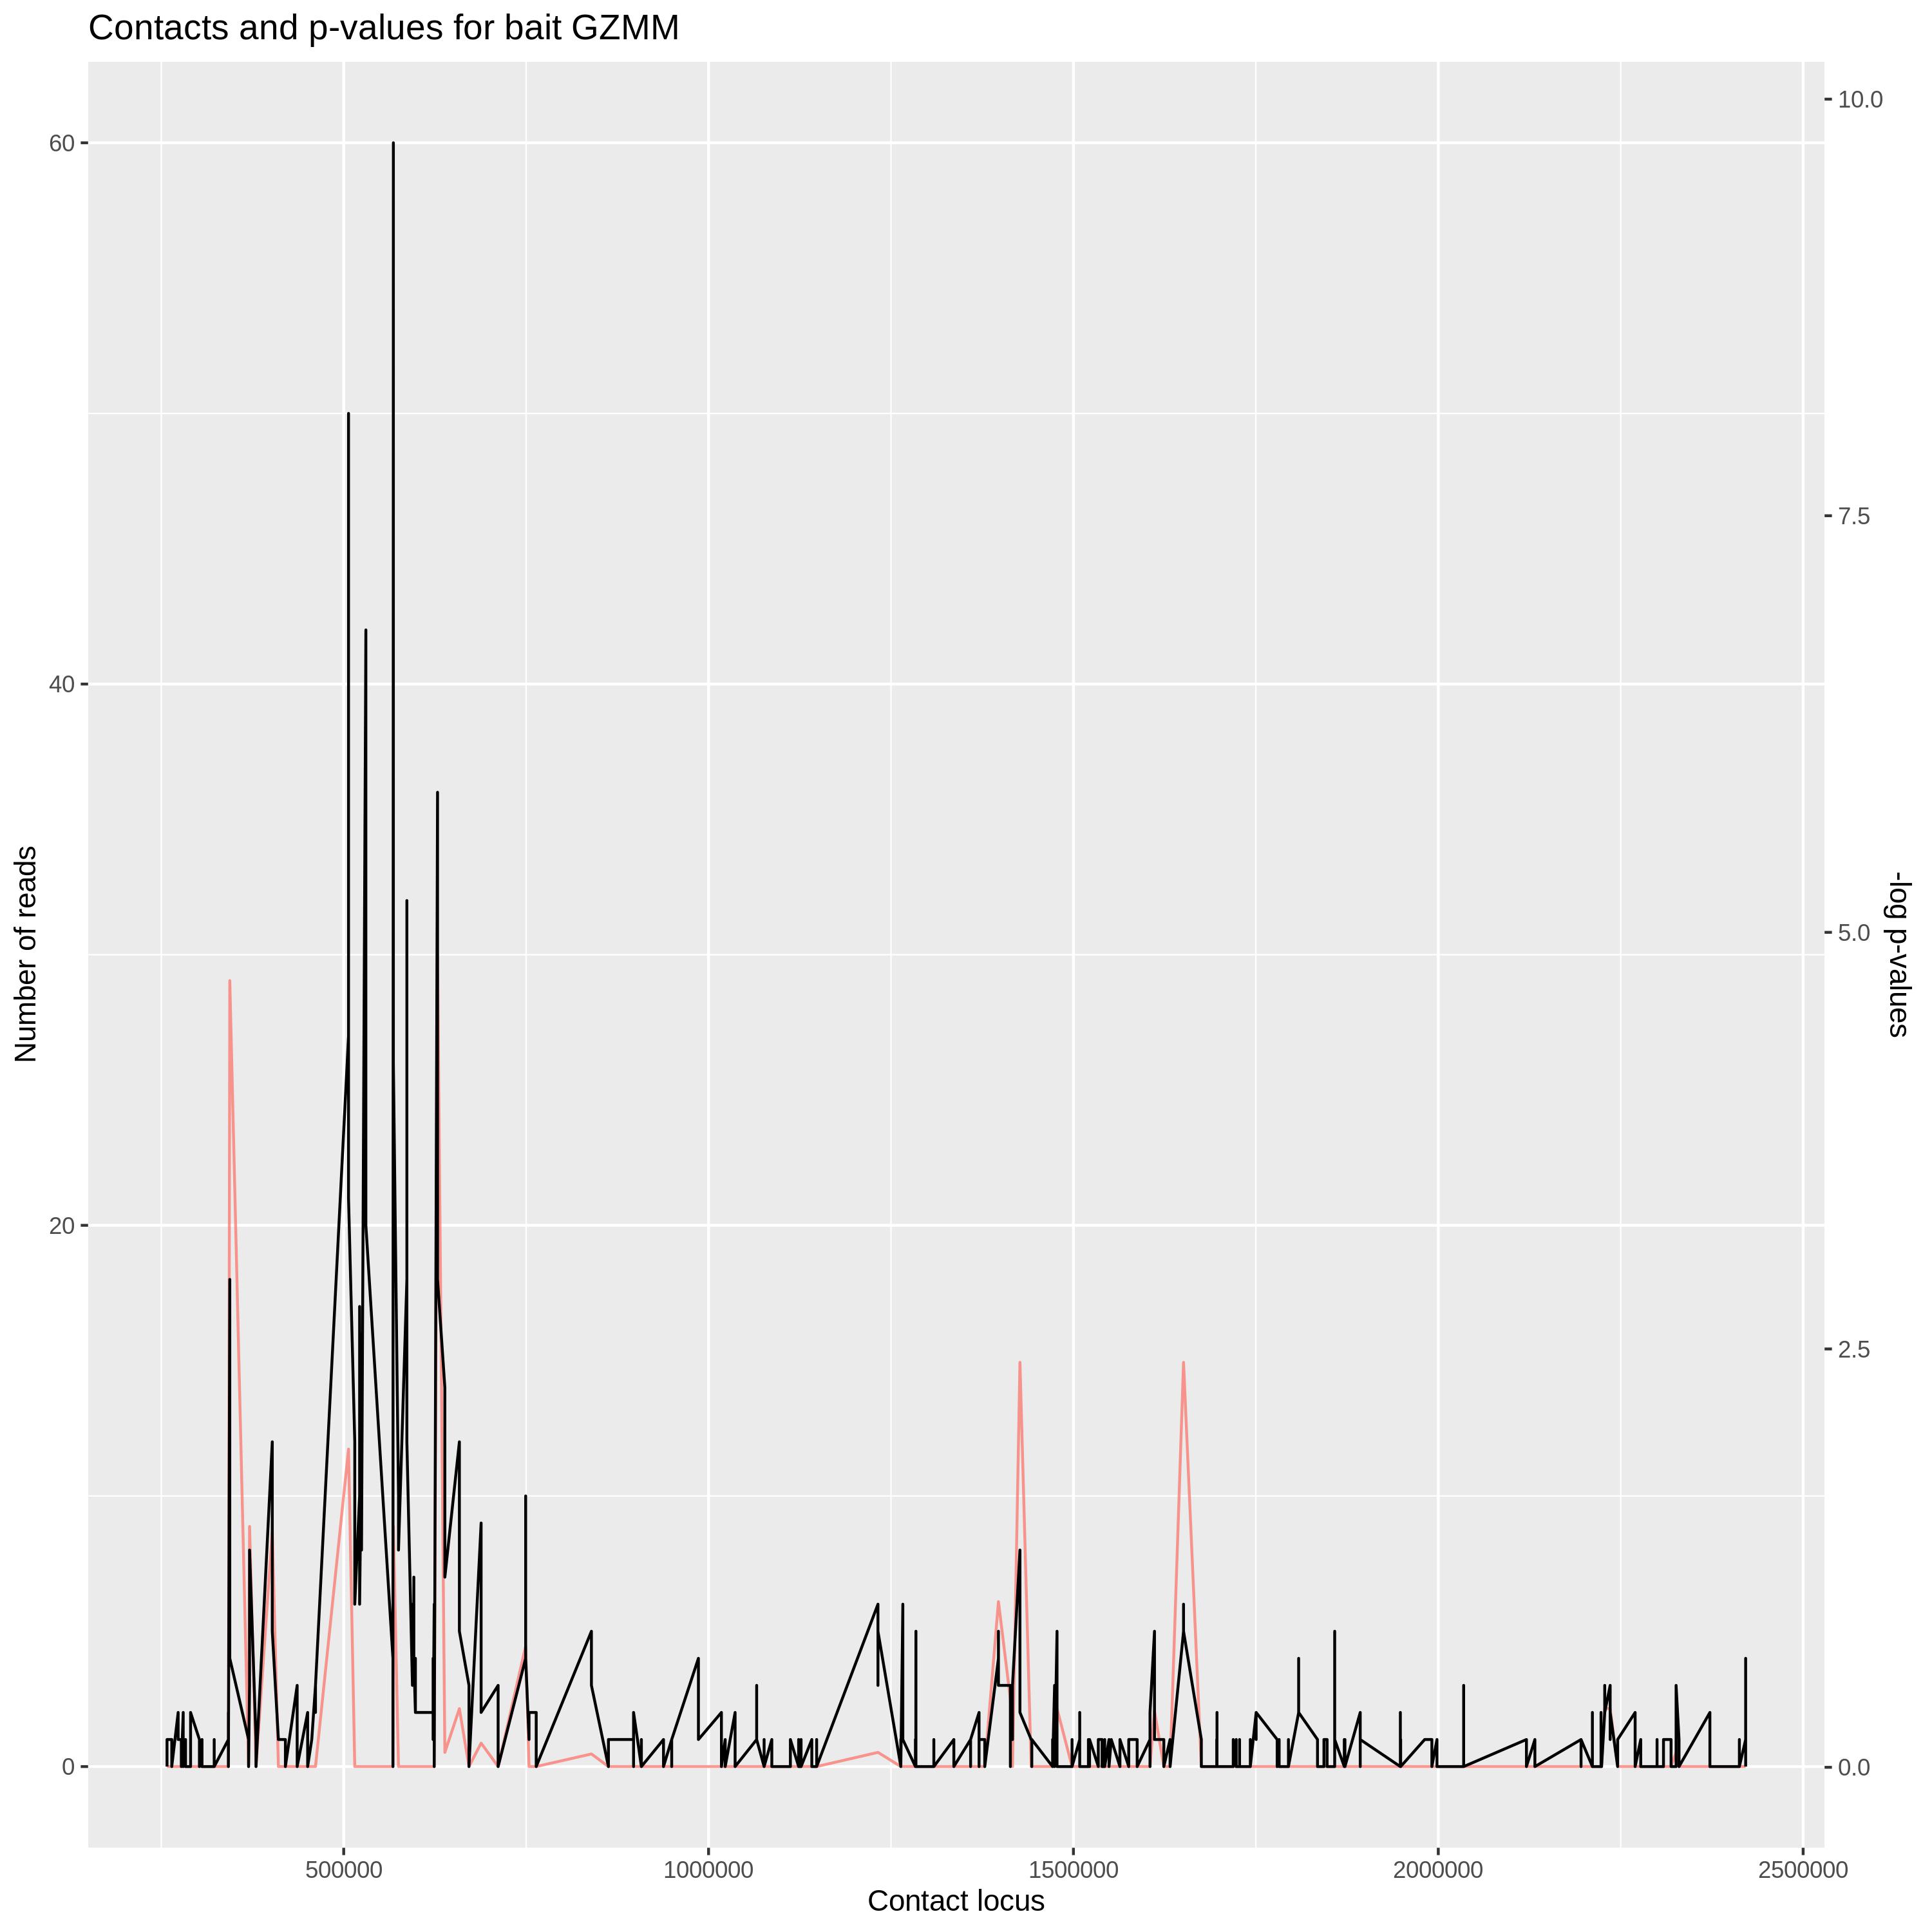 Contacts and p-values for bait GZMM
10.0
60
7.5
40
Number of reads
-log p-values
5.0
20
2.5
0
0.0
500000 1000000 1500000 2000000 2500000
Contact locus